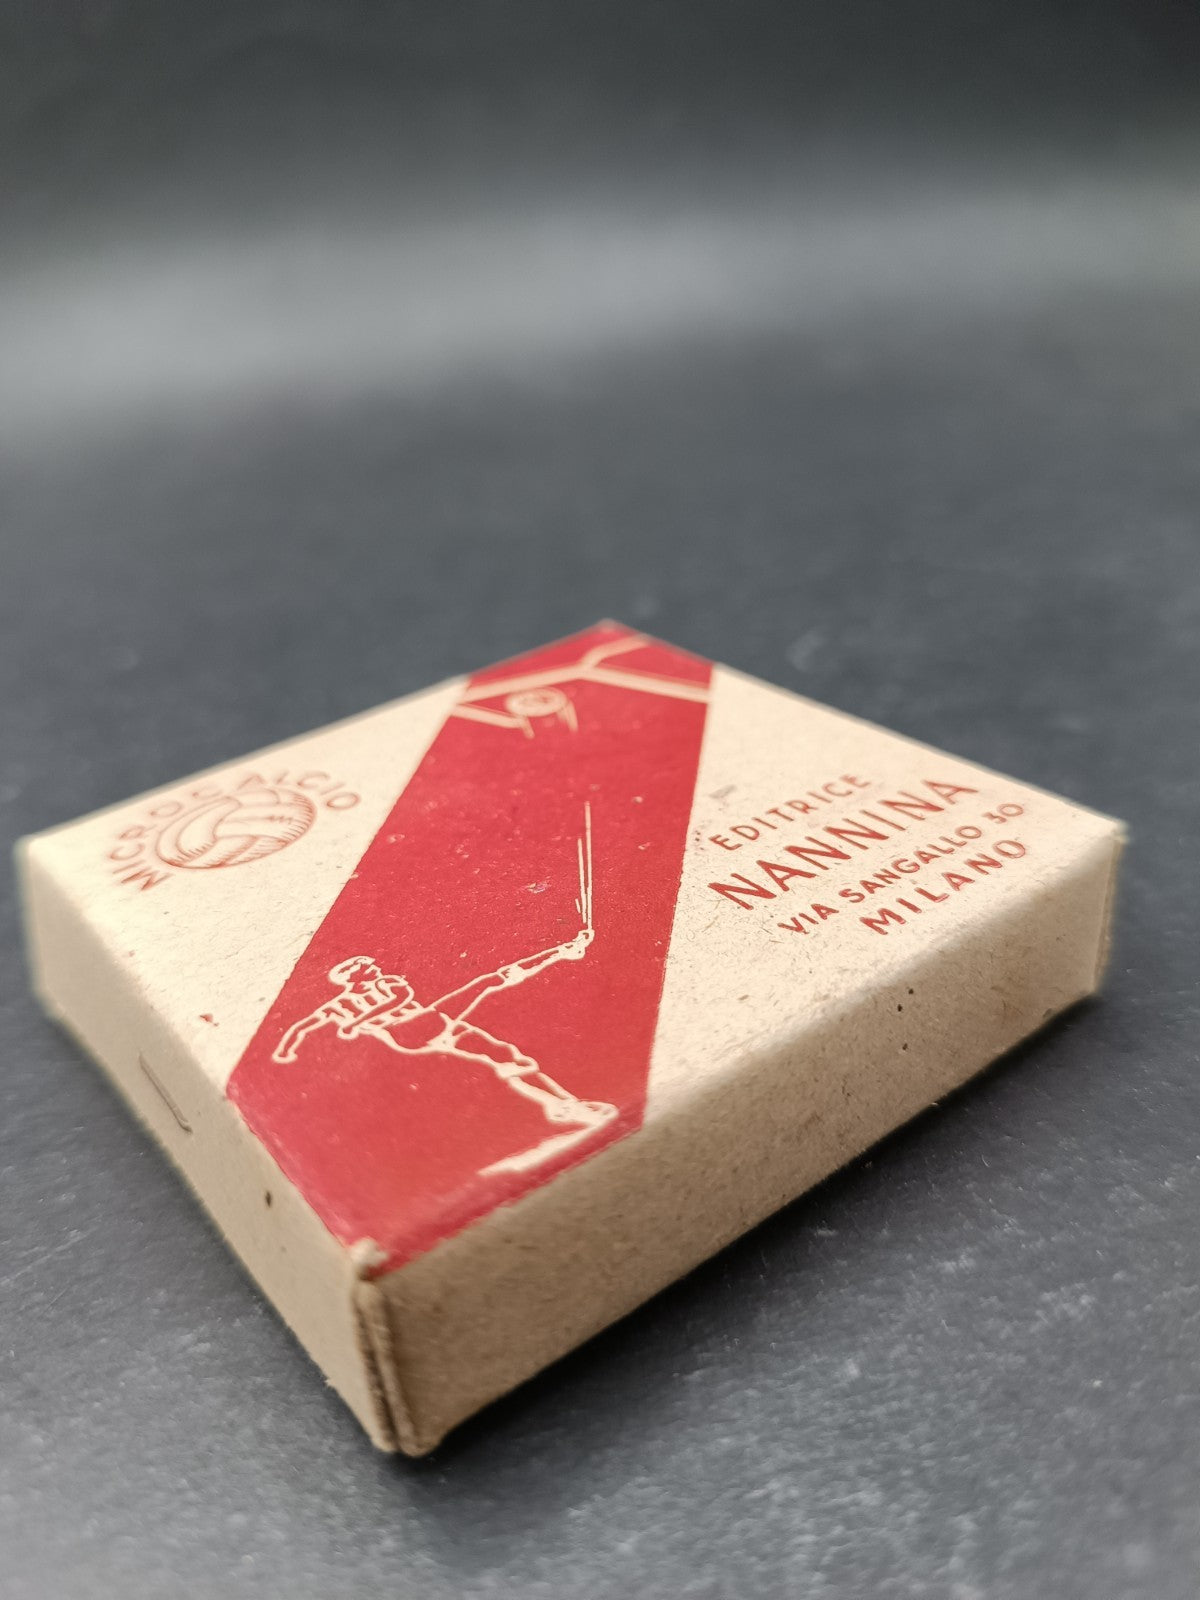 MICROCALCIO
EDITRICE
NANNINA
VIA SANGALLO 30
MILANO